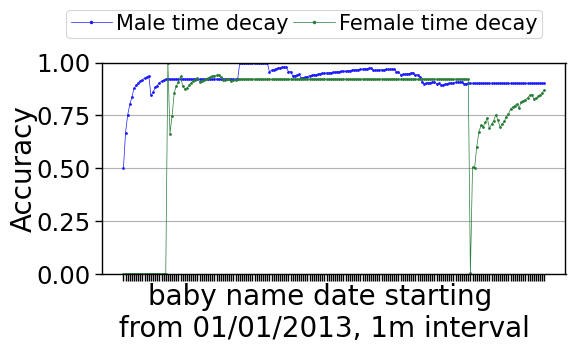 Male time decay Female time decay
1.00
0.75
0.50
0.25
0.00
Accuracy
baby name date starting
from 01/01/2013, 1m interval